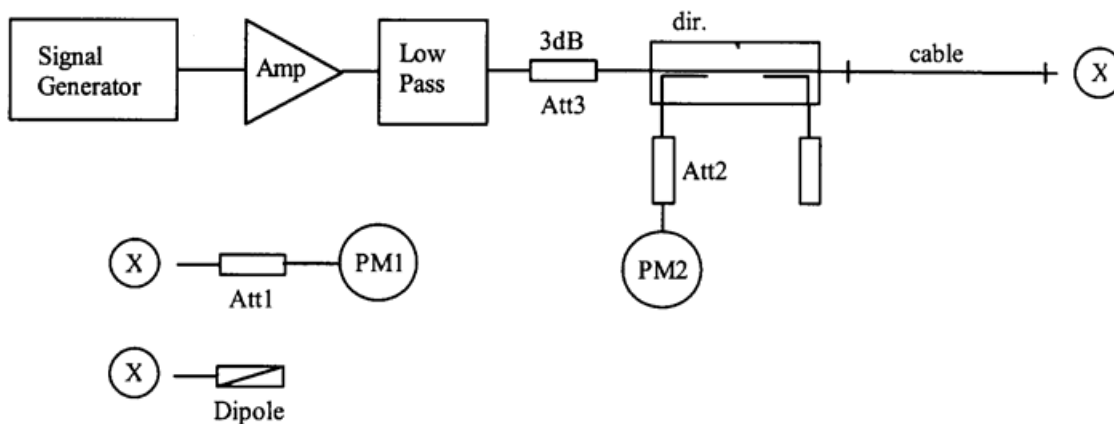 Signal
Generator
Amp
Low
Pass
3dB
Att3
dir.
cable
X
Att2
PM2
X
Att1
PM1
X
Dipole